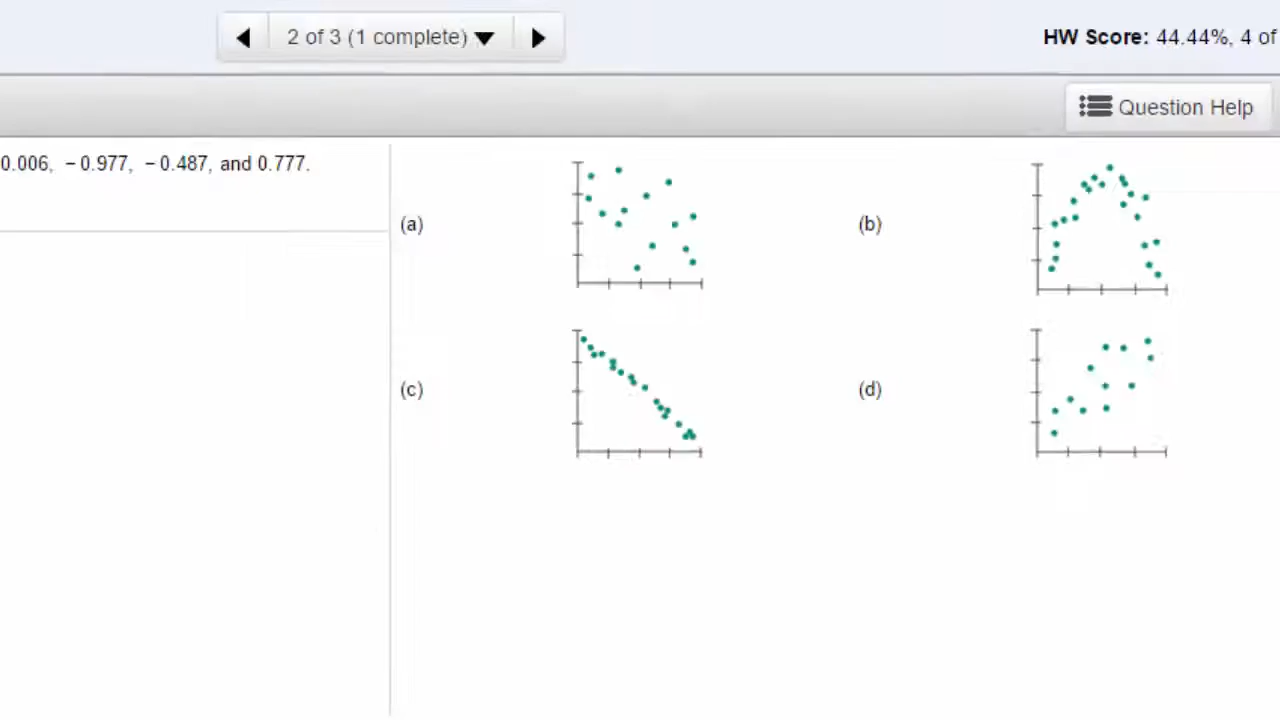 2 of 3 (1 complete)
HW Score: 44.44%, 4 of
Question Help
0.006, −0.977, −0.487, and 0.777.
(a)
(b)
(c)
(d)